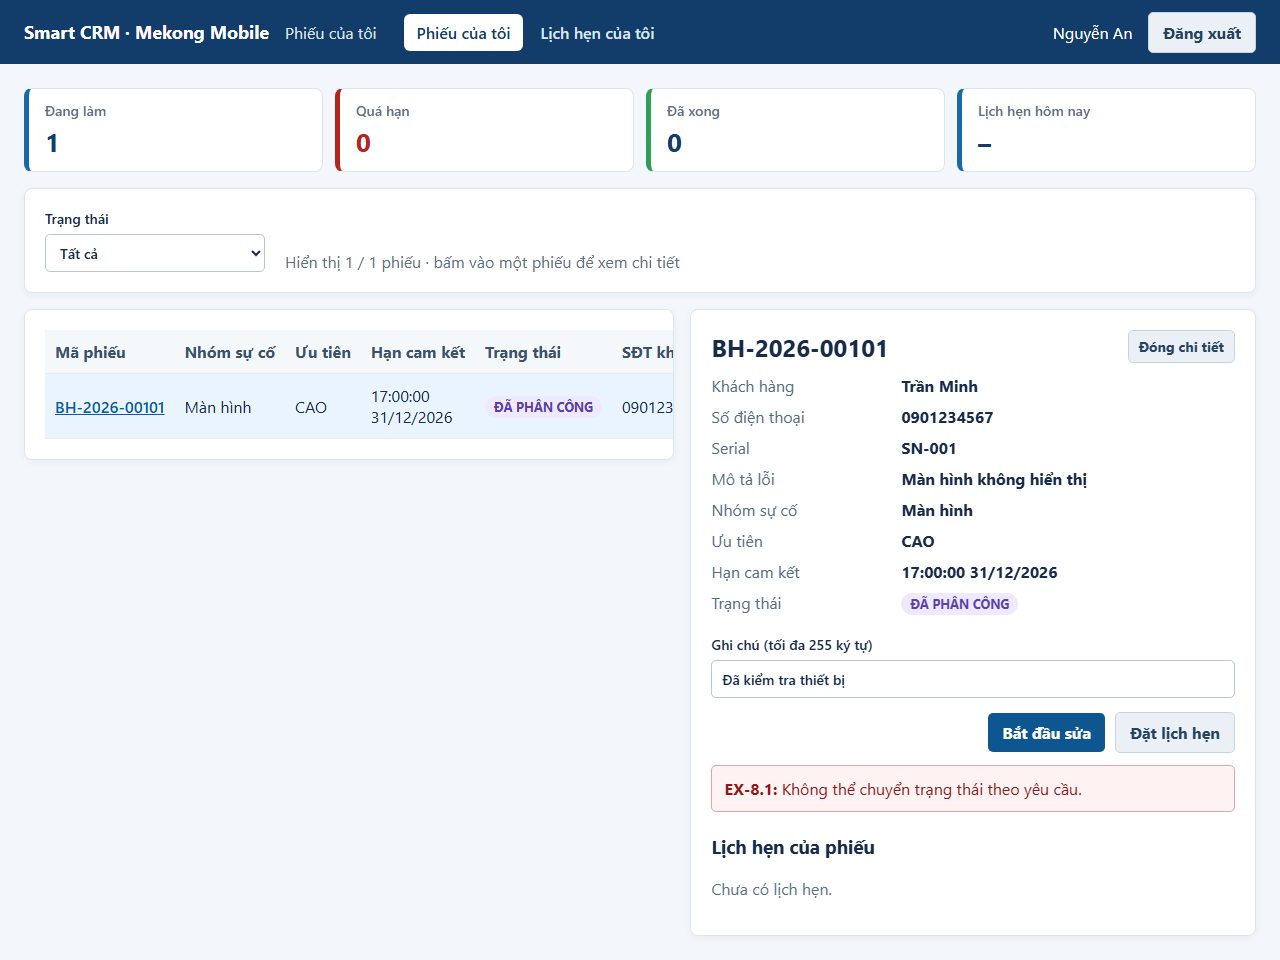 Smart CRM · Mekong Mobile
Phiếu của tôi
Phiếu của tôi
Lịch hẹn của tôi
Nguyễn An
Đăng xuất
Đang làm
1
Quá hạn
0
Đã xong
0
Lịch hẹn hôm nay
–
Trạng thái
Tất cả
Hiển thị 1 / 1 phiếu · bấm vào một phiếu để xem chi tiết
Mã phiếu Nhóm sự cố Ưu tiên Hạn cam kết Trạng thái SĐT kh
BH-2026-00101 Màn hình CAO 17:00:00 31/12/2026 ĐÃ PHÂN CÔNG 090123
BH-2026-00101
Đóng chi tiết
Khách hàng Trần Minh
Số điện thoại 0901234567
Serial SN-001
Mô tả lỗi Màn hình không hiển thị
Nhóm sự cố Màn hình
Ưu tiên CAO
Hạn cam kết 17:00:00 31/12/2026
Trạng thái ĐÃ PHÂN CÔNG
Ghi chú (tối đa 255 ký tự)
Đã kiểm tra thiết bị
Bắt đầu sửa
Đặt lịch hẹn
EX-8.1: Không thể chuyển trạng thái theo yêu cầu.
Lịch hẹn của phiếu
Chưa có lịch hẹn.